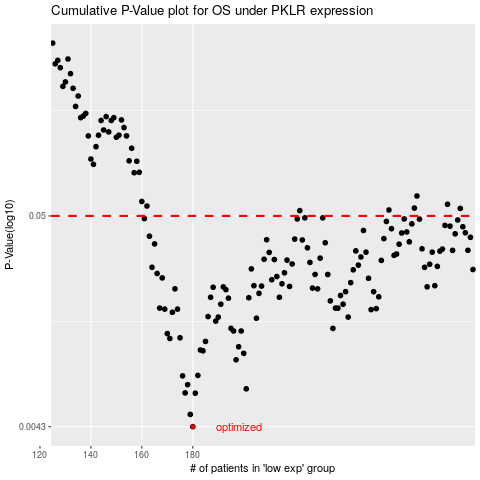 Cumulative P-Value plot for OS under PKLR expression
P-Value(log10)
0.05
0.0043
optimized
120 140 160 180
# of patients in 'low exp' group